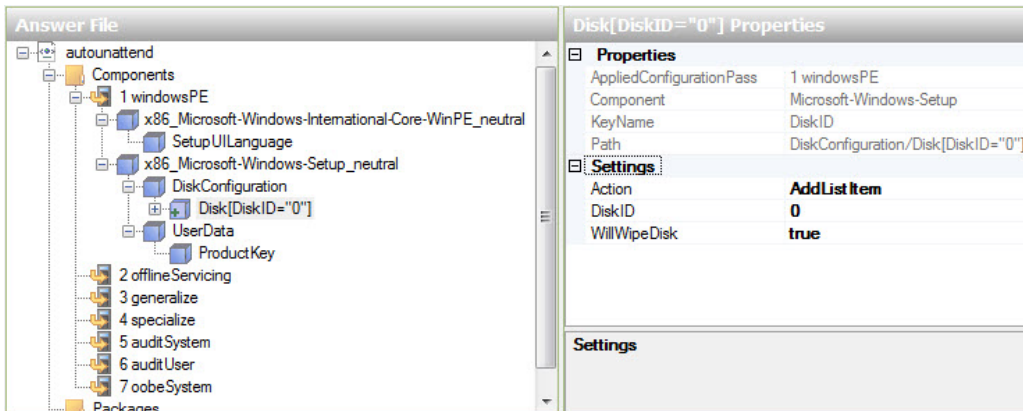 Answer File
autounattend
Components
1 windowsPE
x86_Microsoft-Windows-International-Core-WinPE_neutral
SetupUILanguage
x86_Microsoft-Windows-Setup_neutral
DiskConfiguration
Disk[DiskID="0"]
UserData
ProductKey
2 offlineServicing
3 generalize
4 specialize
5 auditSystem
6 auditUser
7 oobeSystem
Packages
Disk[DiskID="0"] Properties
Properties
AppliedConfigurationPass 1 windowsPE
Component Microsoft-Windows-Setup
KeyName DiskID
Path DiskConfiguration/Disk[DiskID="0"]
Settings
Action AddListItem
DiskID 0
WillWipeDisk true
Settings